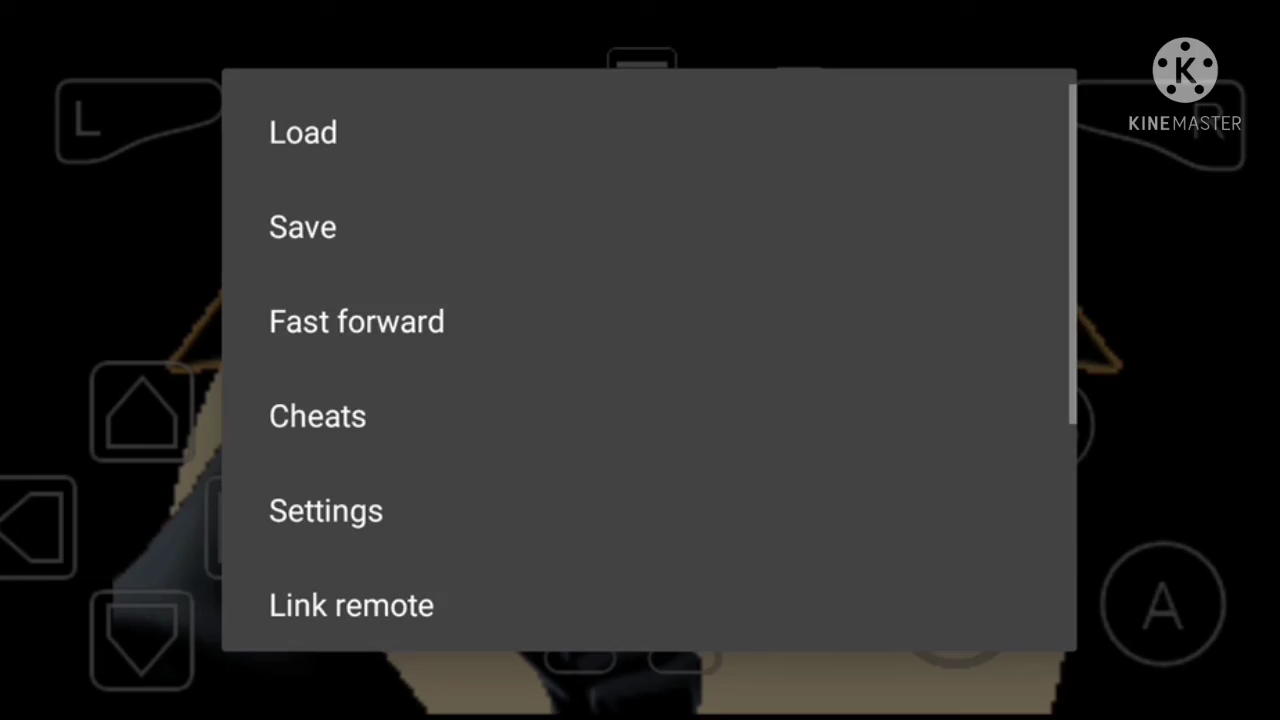 L
K
R
KINEMASTER
Load
Save
Fast forward
Cheats
Settings
Link remote
A